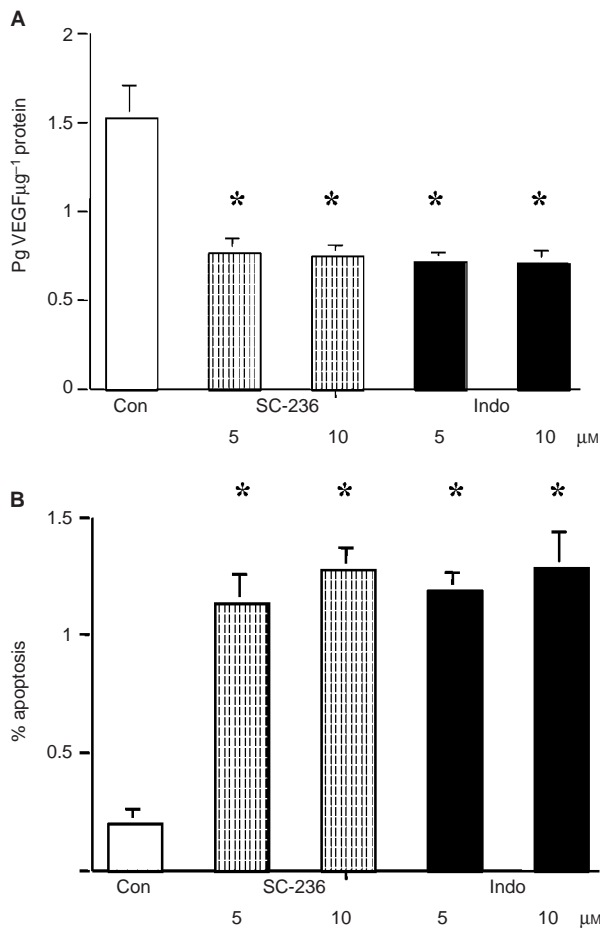 A
Pg VEGFμg⁻¹ protein
2
1.5
1
0.5
0
* * * *
Con SC-236 Indo
5 10 5 10 μM
B
% apoptosis
* * * *
1.5
1
0.5
Con SC-236 Indo
5 10 5 10 μM